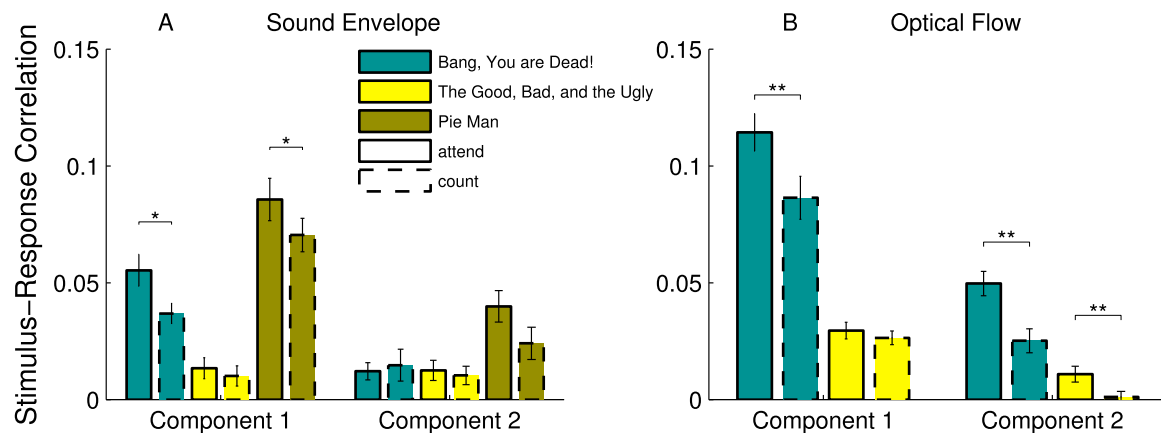 A Sound Envelope
B Optical Flow
Stimulus−Response Correlation
0.15
0.1
0.05
0
Bang, You are Dead!
The Good, Bad, and the Ugly
Pie Man
attend
count
*
*
Component 1
Component 2
0.15
0.1
0.05
0
**
**
**
Component 1
Component 2